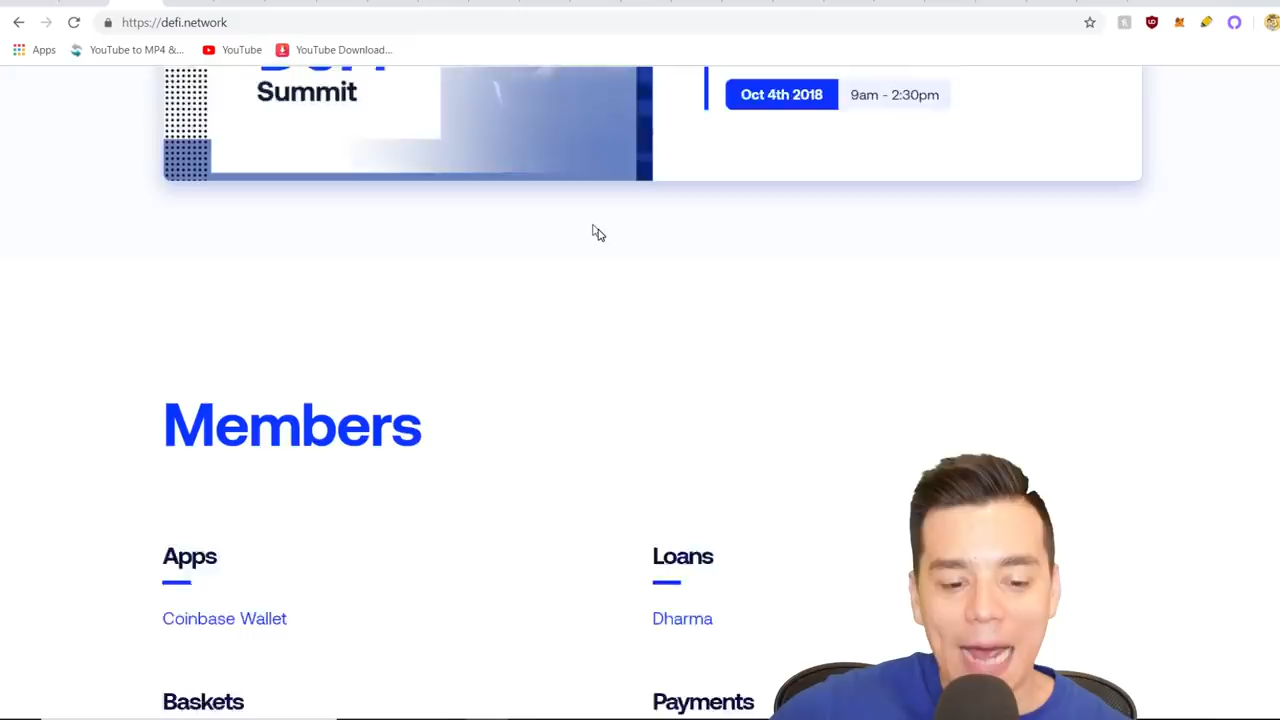 https://defi.network
Apps
YouTube to MP4 &...
YouTube
YouTube Download...
Summit
Oct 4th 2018
9am - 2:30pm
Members
Apps
Loans
Coinbase Wallet
Dharma
Baskets
Payments